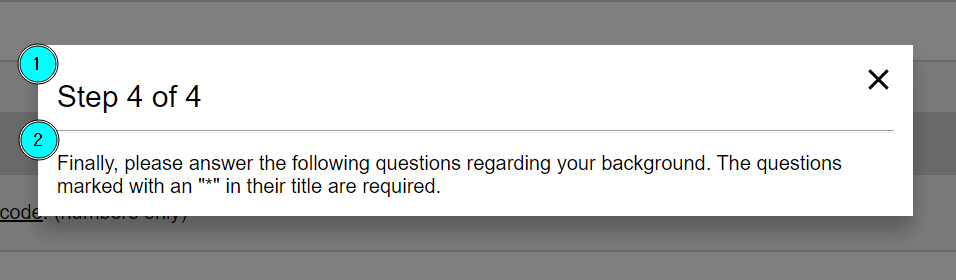 1
Step 4 of 4
2
Finally, please answer the following questions regarding your background. The questions
marked with an "*" in their title are required.
code: (numbers only)